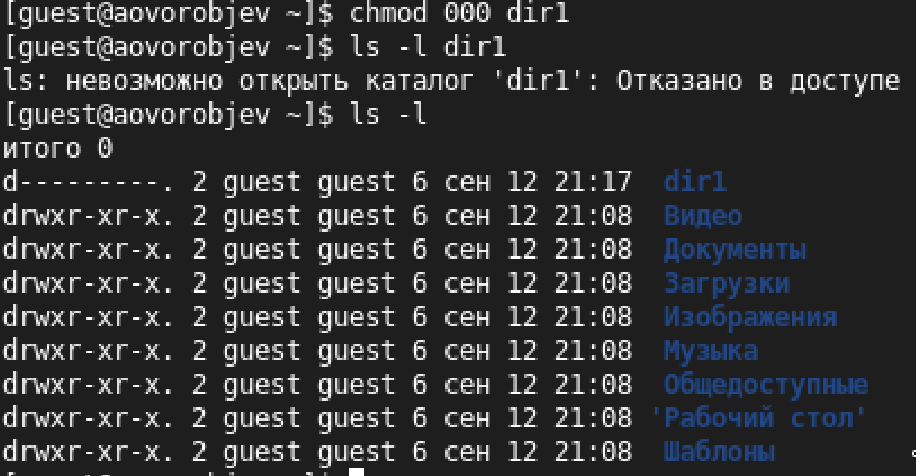 [guest@aovorobjev ~]$ chmod 000 dir1
[guest@aovorobjev ~]$ ls -l dir1
ls: невозможно открыть каталог 'dir1': Отказано в доступе
[guest@aovorobjev ~]$ ls -l
итого 0
d---------. 2 guest guest 6 сен 12 21:17  dir1
drwxr-xr-x. 2 guest guest 6 сен 12 21:08  Видео
drwxr-xr-x. 2 guest guest 6 сен 12 21:08  Документы
drwxr-xr-x. 2 guest guest 6 сен 12 21:08  Загрузки
drwxr-xr-x. 2 guest guest 6 сен 12 21:08  Изображения
drwxr-xr-x. 2 guest guest 6 сен 12 21:08  Музыка
drwxr-xr-x. 2 guest guest 6 сен 12 21:08  Общедоступные
drwxr-xr-x. 2 guest guest 6 сен 12 21:08 'Рабочий стол'
drwxr-xr-x. 2 guest guest 6 сен 12 21:08  Шаблоны